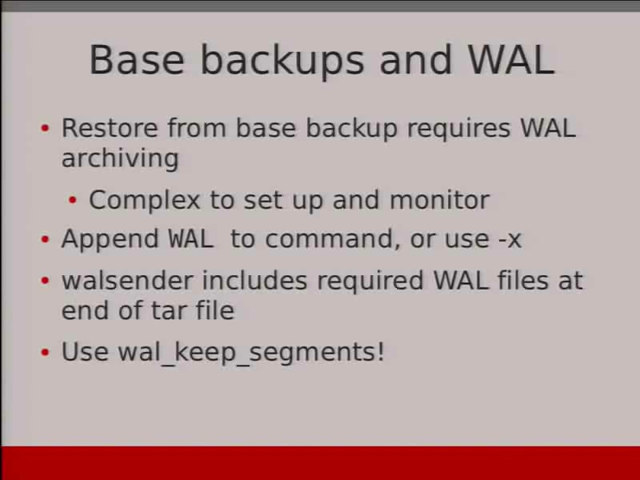 Base backups and WAL
Restore from base backup requires WAL
archiving
Complex to set up and monitor
Append WAL to command, or use -x
walsender includes required WAL files at
end of tar file
Use wal_keep_segments!